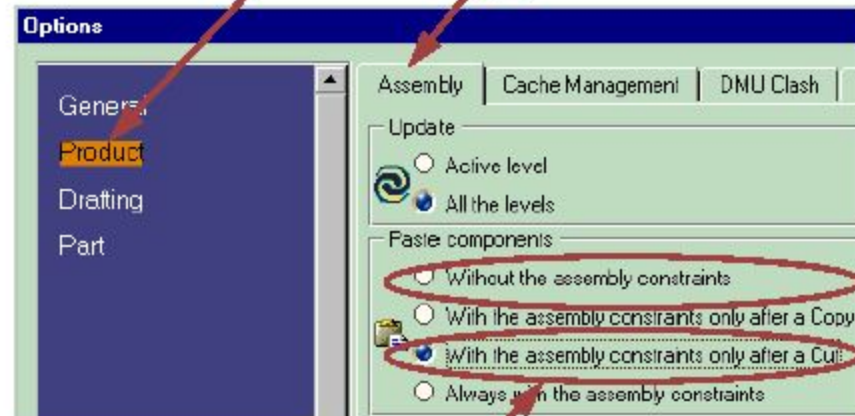 Options
General
Product
Drafting
Part
Assembly
Cache Management
DMU Clash
Update
Active level
All the levels
Paste components
Without the assembly constraints
With the assembly constraints only after a Copy
With the assembly constraints only after a Cut
Always with the assembly constraints